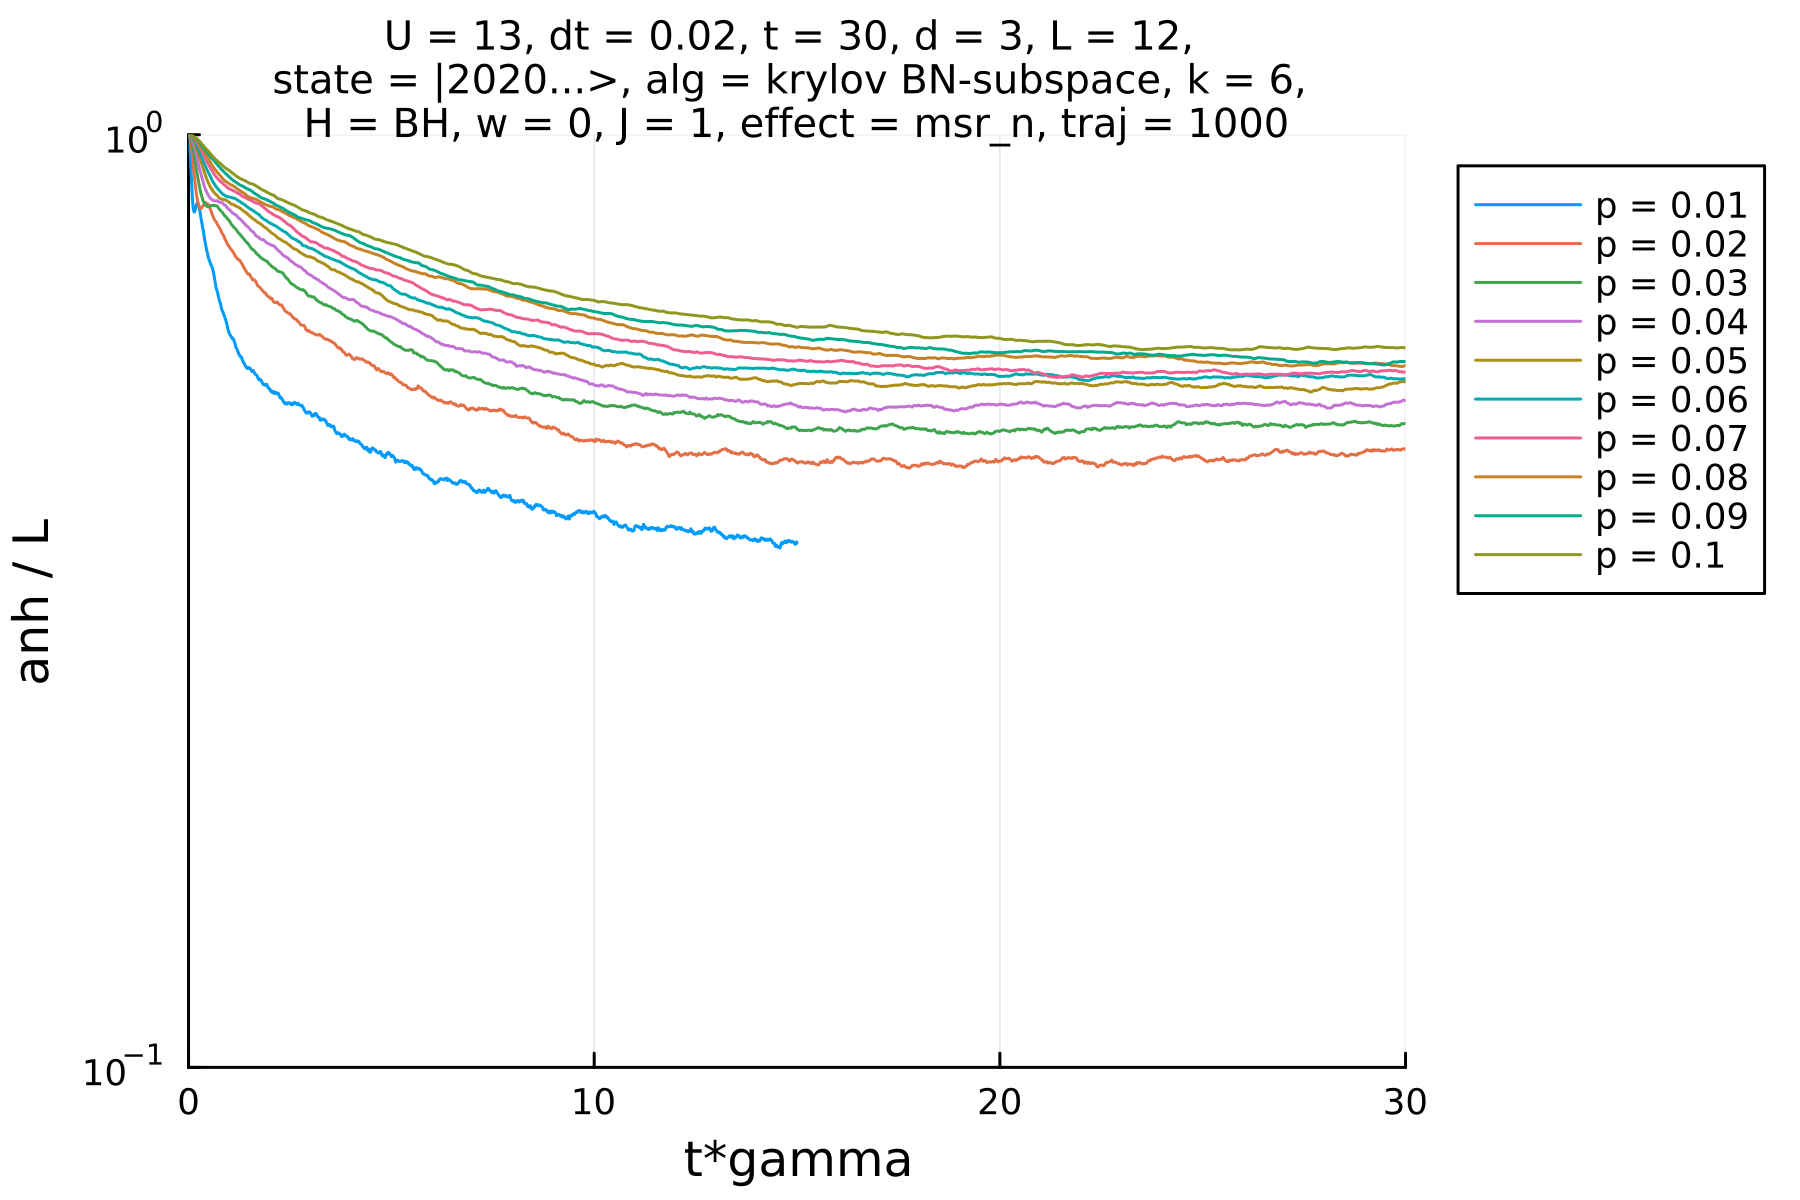 U = 13, dt = 0.02, t = 30, d = 3, L = 12,
state = |2020...>, alg = krylov BN-subspace, k = 6,
H = BH, w = 0, J = 1, effect = msr_n, traj = 1000
10⁰
10⁻¹
anh / L
0 10 20 30
t*gamma
p = 0.01
p = 0.02
p = 0.03
p = 0.04
p = 0.05
p = 0.06
p = 0.07
p = 0.08
p = 0.09
p = 0.1